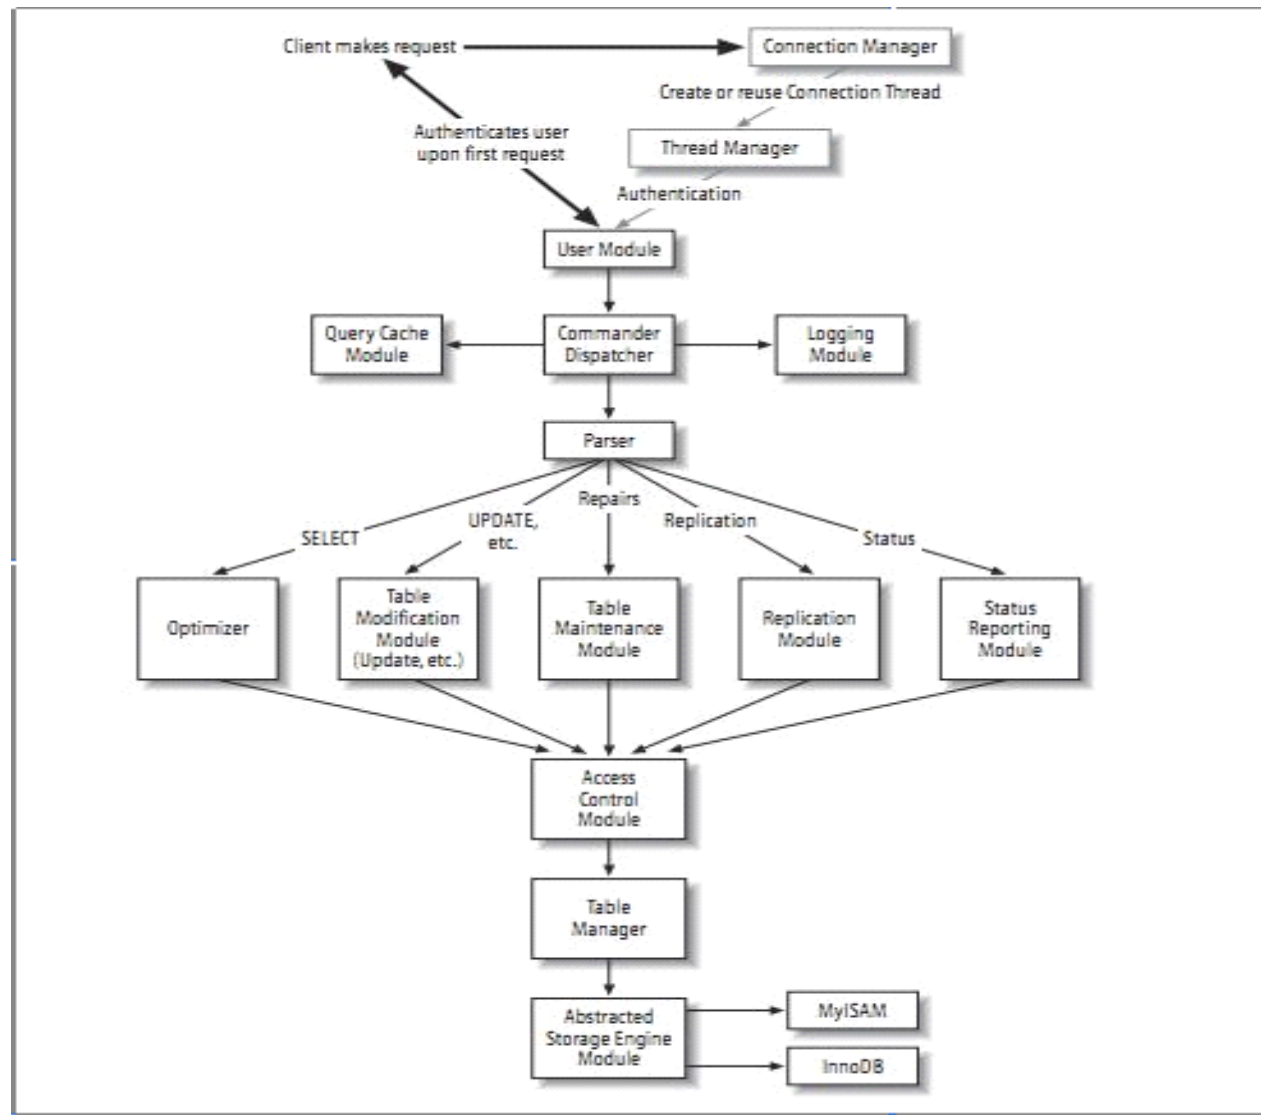 Client makes request
Connection Manager
Create or reuse Connection Thread
Authenticates user
upon first request
Thread Manager
Authentication
User Module
Query Cache
Module
Commander
Dispatcher
Logging
Module
Parser
SELECT
UPDATE,
etc.
Repairs
Replication
Status
Optimizer
Table
Modification
Module
(Update, etc.)
Table
Maintenance
Module
Replication
Module
Status
Reporting
Module
Access
Control
Module
Table
Manager
Abstracted
Storage Engine
Module
MyISAM
InnoDB